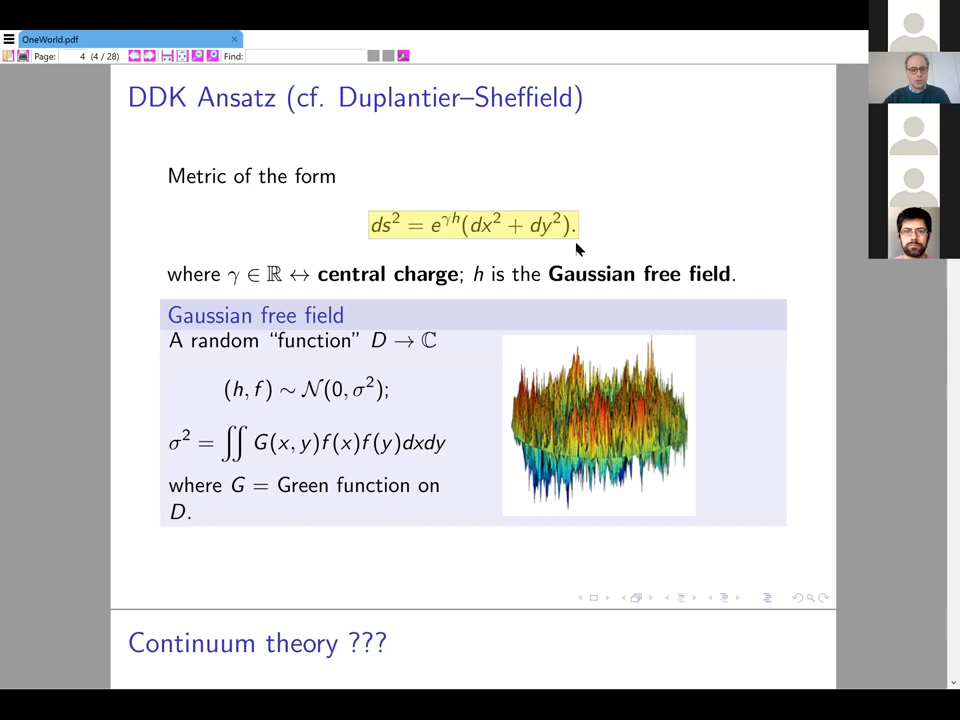 OneWorld.pdf
Page: 4 (4 / 28) Find:
DDK Ansatz (cf. Duplantier–Sheffield)
Metric of the form
ds² = e^{γh}(dx² + dy²).
where γ ∈ ℝ ↔ central charge; h is the Gaussian free field.
Gaussian free field
A random “function” D → ℂ
(h, f) ∼ 𝒩(0, σ²);
σ² = ∬ G(x, y)f(x)f(y)dxdy
where G = Green function on
D.
Continuum theory ???